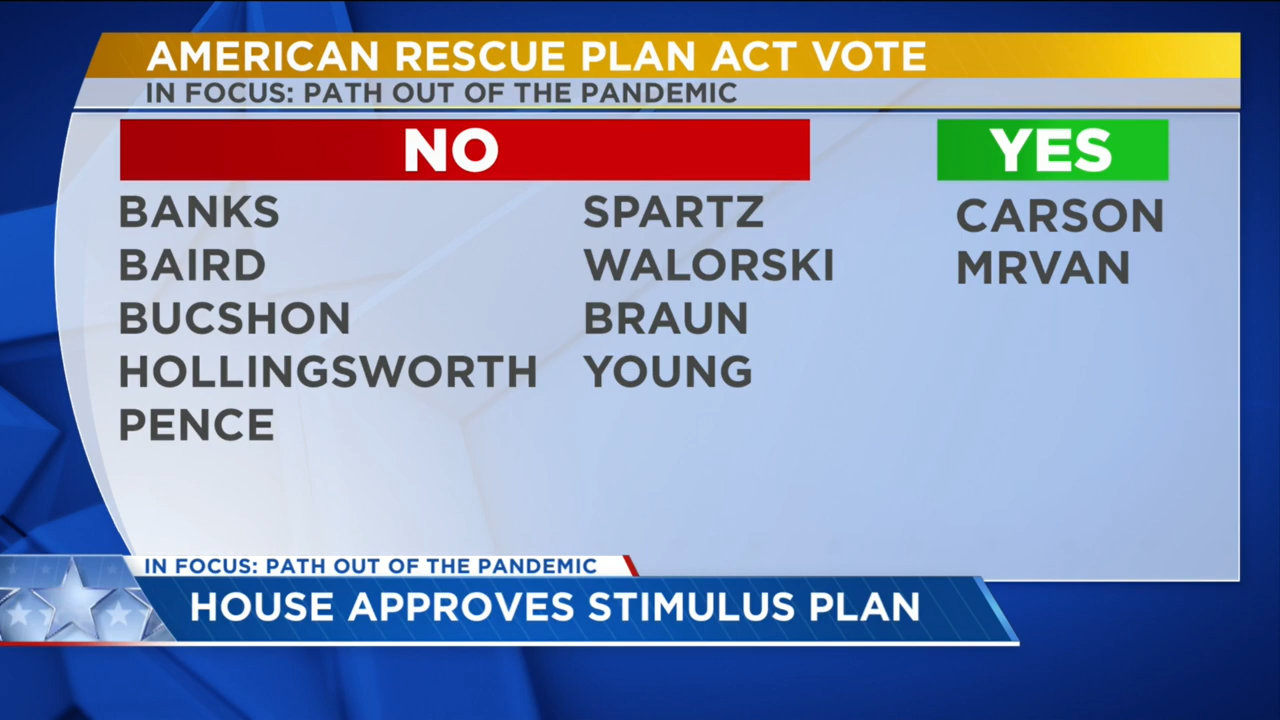 AMERICAN RESCUE PLAN ACT VOTE
IN FOCUS: PATH OUT OF THE PANDEMIC
NO
BANKS
BAIRD
BUCSHON
HOLLINGSWORTH
PENCE
SPARTZ
WALORSKI
BRAUN
YOUNG
YES
CARSON
MRVAN
IN FOCUS: PATH OUT OF THE PANDEMIC
HOUSE APPROVES STIMULUS PLAN